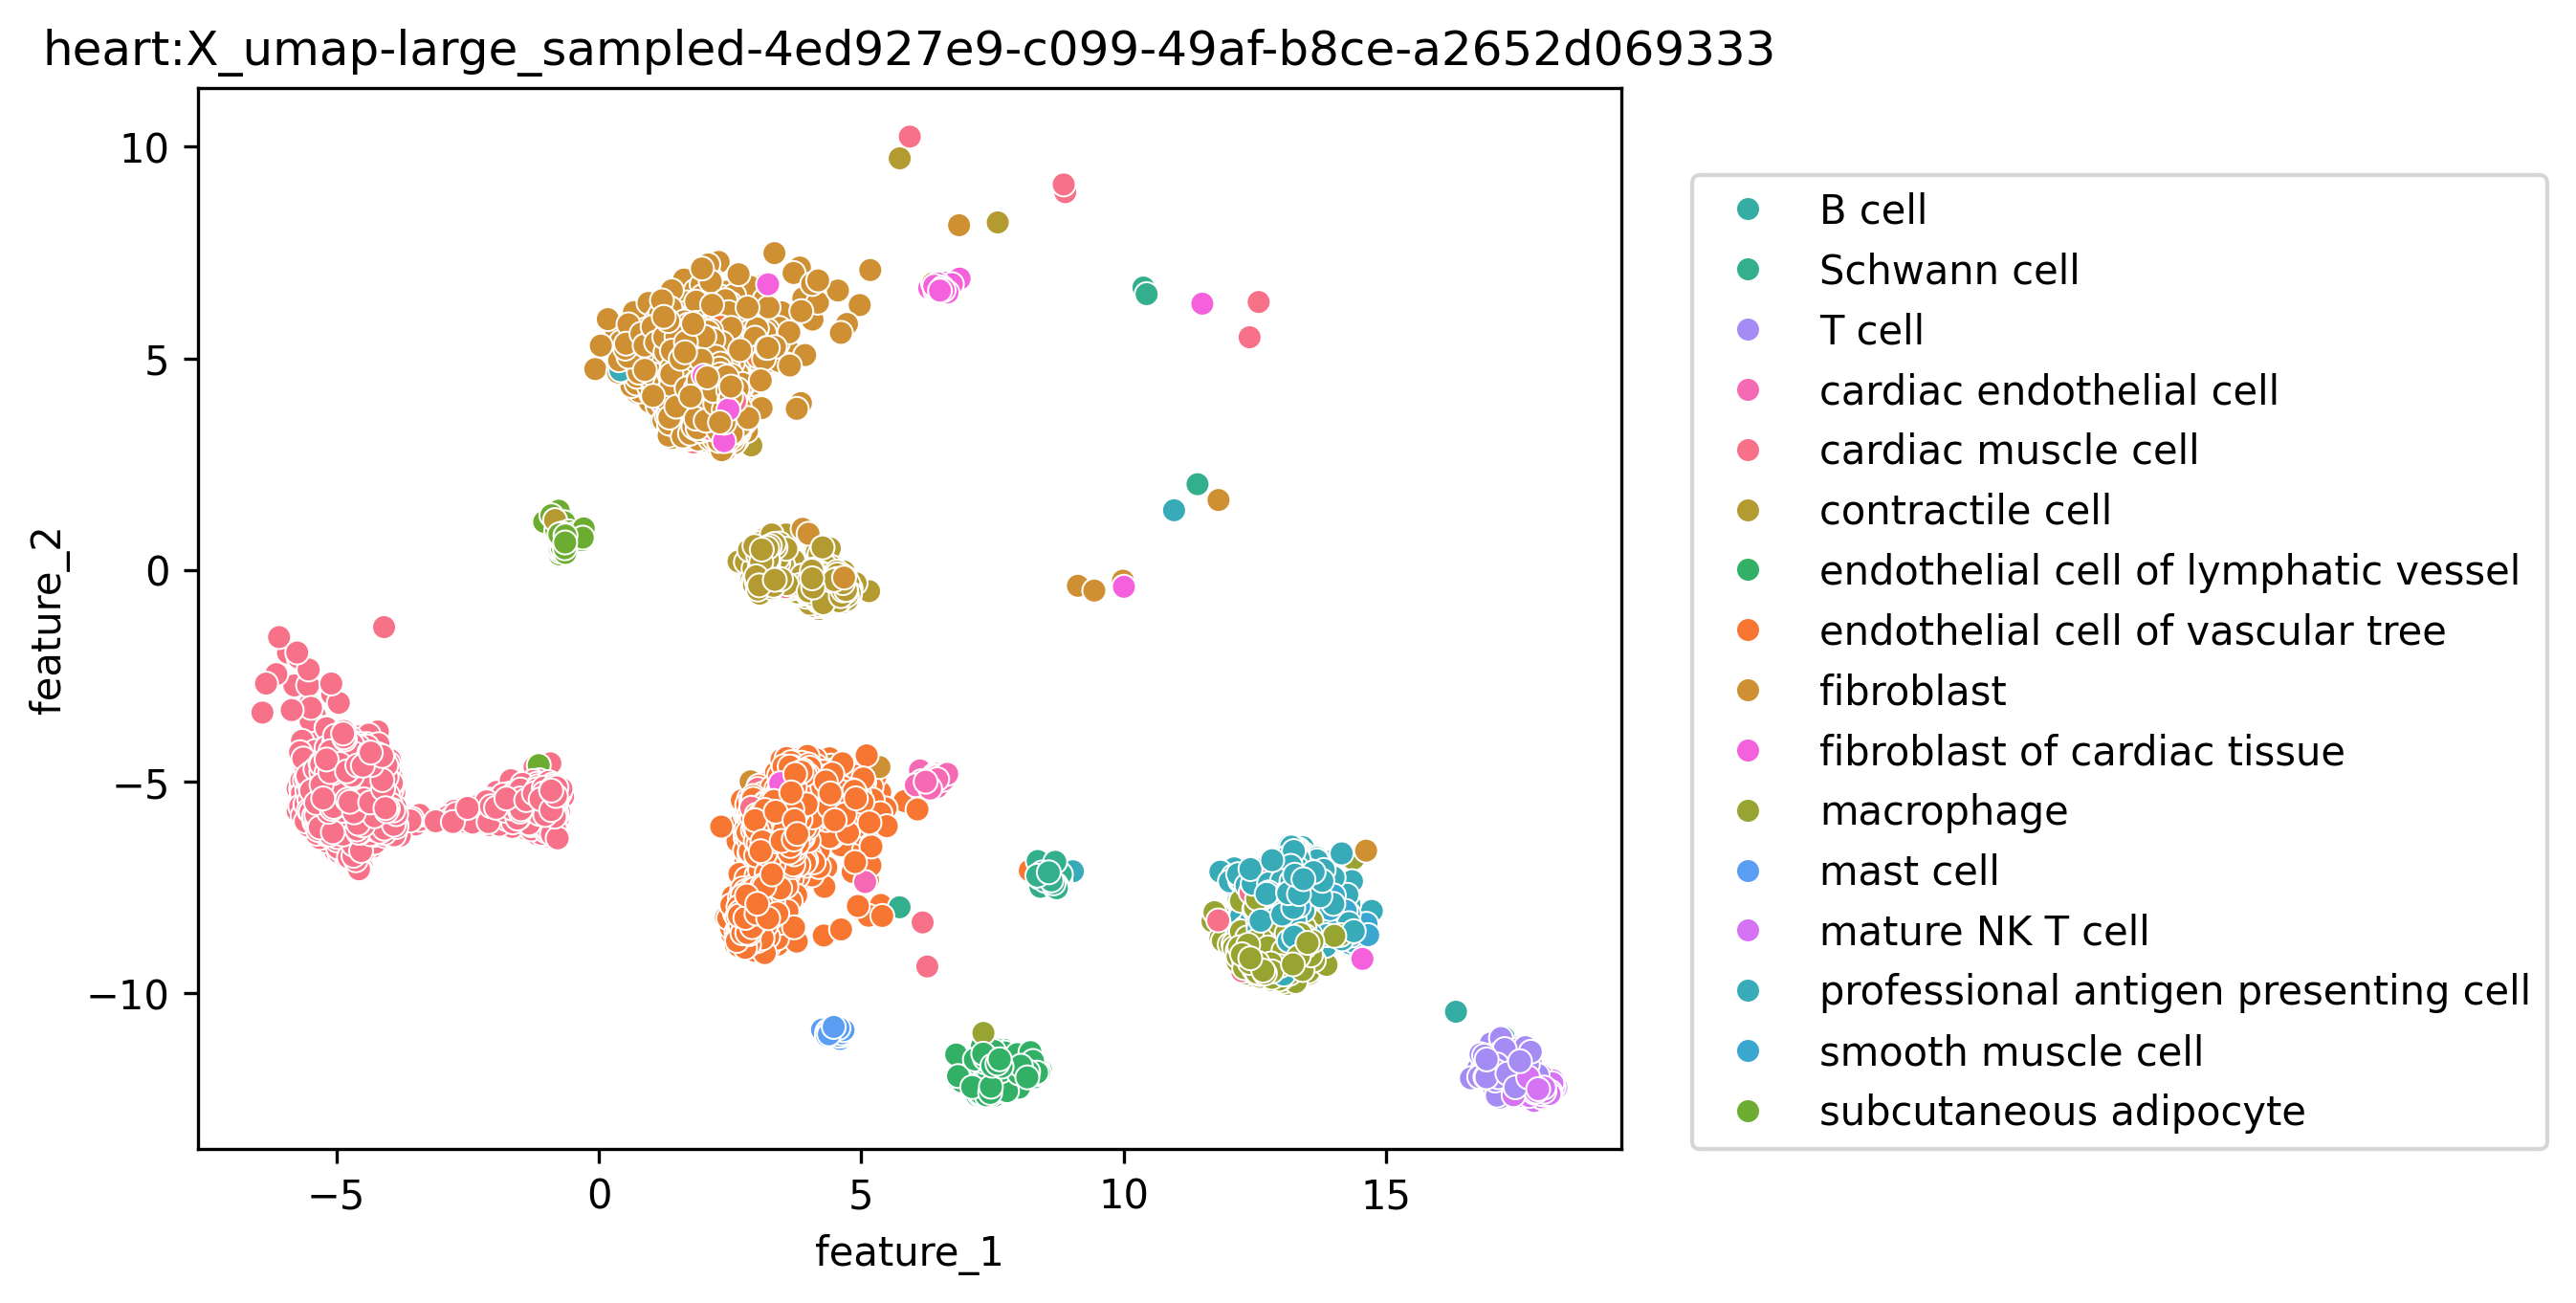 heart:X_umap-large_sampled-4ed927e9-c099-49af-b8ce-a2652d069333
10
5
0
−5
−10
feature_2
−5
0
5
10
15
feature_1
B cell
Schwann cell
T cell
cardiac endothelial cell
cardiac muscle cell
contractile cell
endothelial cell of lymphatic vessel
endothelial cell of vascular tree
fibroblast
fibroblast of cardiac tissue
macrophage
mast cell
mature NK T cell
professional antigen presenting cell
smooth muscle cell
subcutaneous adipocyte